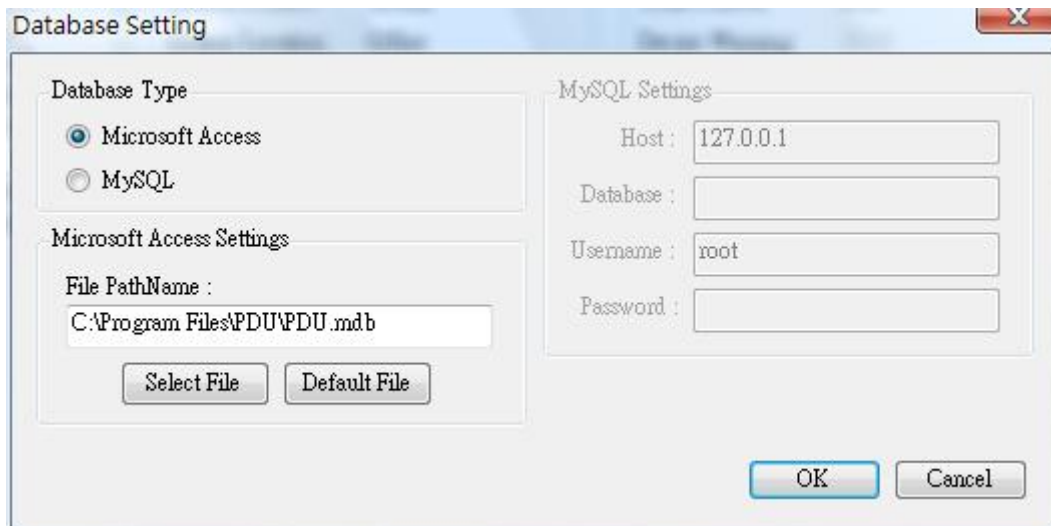 Database Setting
Database Type
Microsoft Access
MySQL
Microsoft Access Settings
File PathName :
C:\Program Files\PDU\PDU.mdb
Select File
Default File
MySQL Settings
Host : 127.0.0.1
Database :
Username : root
Password :
OK
Cancel